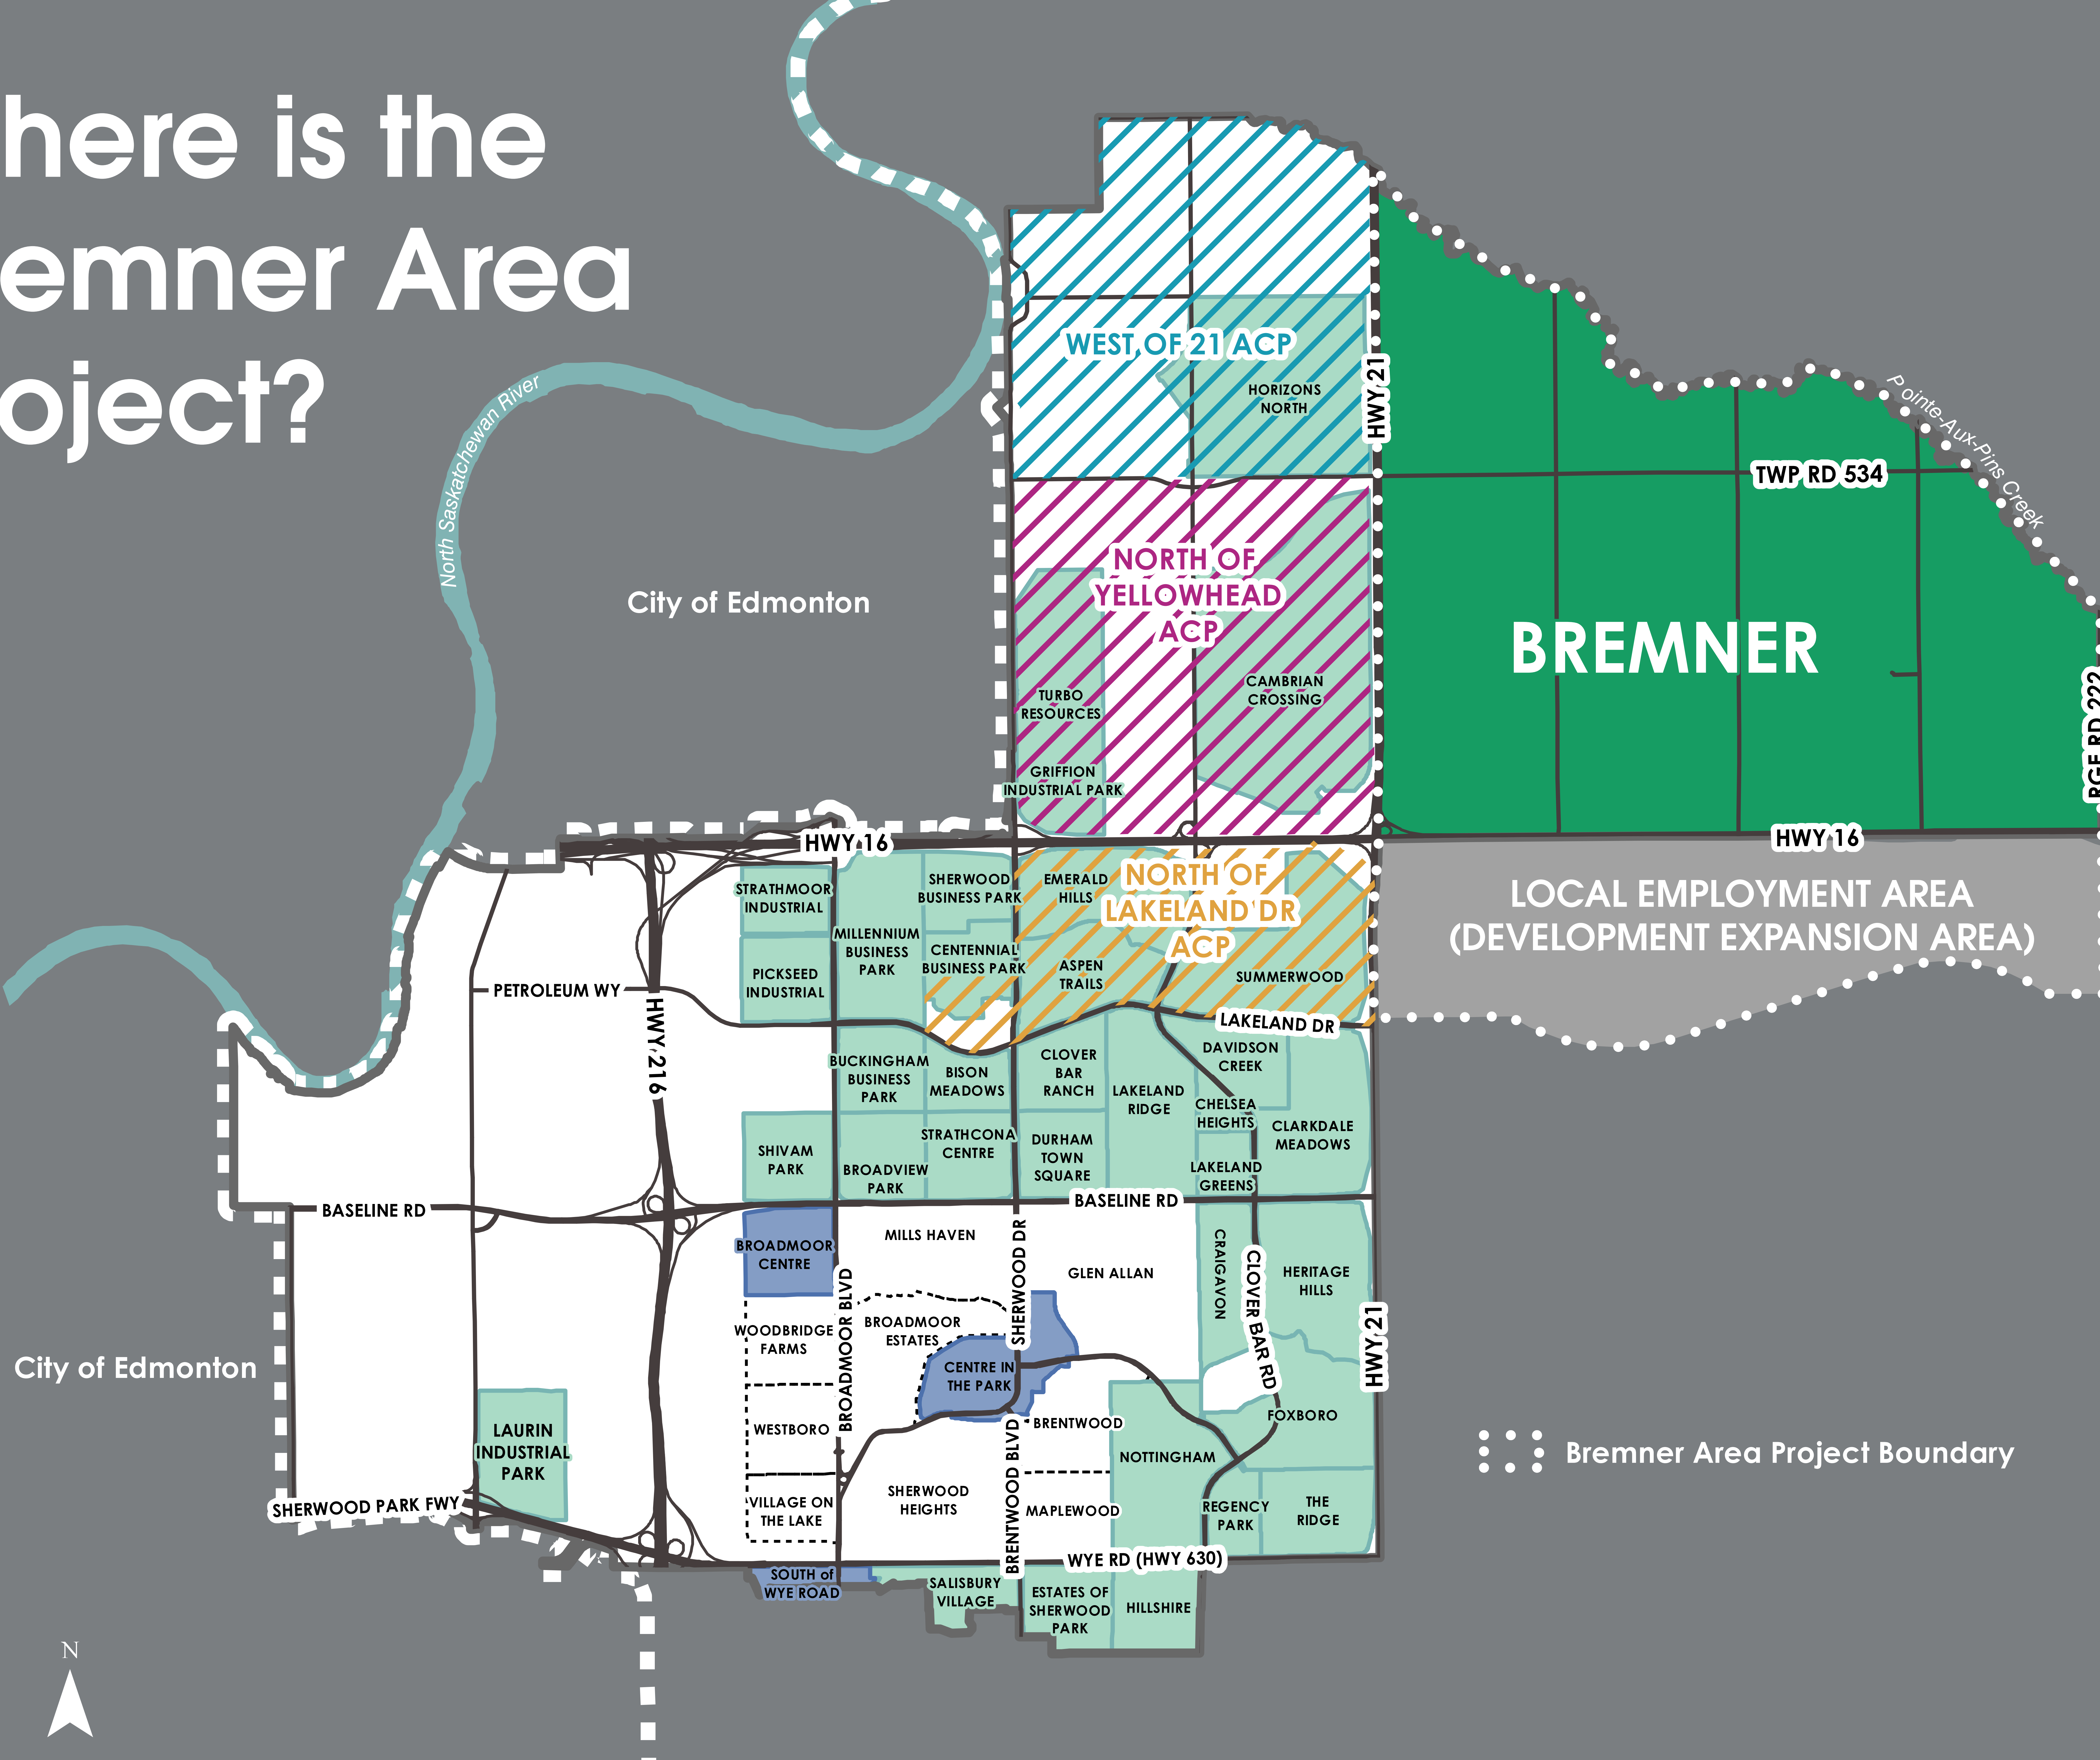 here is the
emner Area
oject?
North Saskatchewan River
City of Edmonton
WEST OF 21 ACP
HORIZONS
NORTH
HWY 21
Pointe-Aux-Pins Creek
TWP RD 534
NORTH OF
YELLOWHEAD
ACP
BREMNER
TURBO
RESOURCES
CAMBRIAN
CROSSING
GRIFFION
INDUSTRIAL PARK
RGE RD 222
HWY 16
HWY 16
LOCAL EMPLOYMENT AREA
(DEVELOPMENT EXPANSION AREA)
STRATHMOOR
INDUSTRIAL
SHERWOOD
BUSINESS PARK
EMERALD
HILLS
NORTH OF
LAKELAND DR
ACP
MILLENNIUM
BUSINESS
PARK
CENTENNIAL
BUSINESS PARK
ASPEN
TRAILS
SUMMERWOOD
PICKSEED
INDUSTRIAL
PETROLEUM WY
HWY 216
LAKELAND DR
BUCKINGHAM
BUSINESS
PARK
BISON
MEADOWS
CLOVER
BAR
RANCH
LAKELAND
RIDGE
DAVIDSON
CREEK
CHELSEA
HEIGHTS
CLARKDALE
MEADOWS
SHIVAM
PARK
BROADVIEW
PARK
STRATHCONA
CENTRE
DURHAM
TOWN
SQUARE
LAKELAND
GREENS
BASELINE RD
BASELINE RD
BROADMOOR
CENTRE
MILLS HAVEN
SHERWOOD DR
GLEN ALLAN
CRAIGAVON
CLOVER BAR RD
HERITAGE
HILLS
HWY 21
WOODBRIDGE
FARMS
BROADMOOR BLVD
BROADMOOR
ESTATES
CENTRE IN
THE PARK
City of Edmonton
WESTBORO
BRENTWOOD
FOXBORO
NOTTINGHAM
LAURIN
INDUSTRIAL
PARK
Bremner Area Project Boundary
SHERWOOD PARK FWY
VILLAGE ON
THE LAKE
SHERWOOD
HEIGHTS
BRENTWOOD BLVD
MAPLEWOOD
REGENCY
PARK
THE
RIDGE
WYE RD (HWY 630)
SOUTH of
WYE ROAD
SALISBURY
VILLAGE
ESTATES OF
SHERWOOD
PARK
HILLSHIRE
N